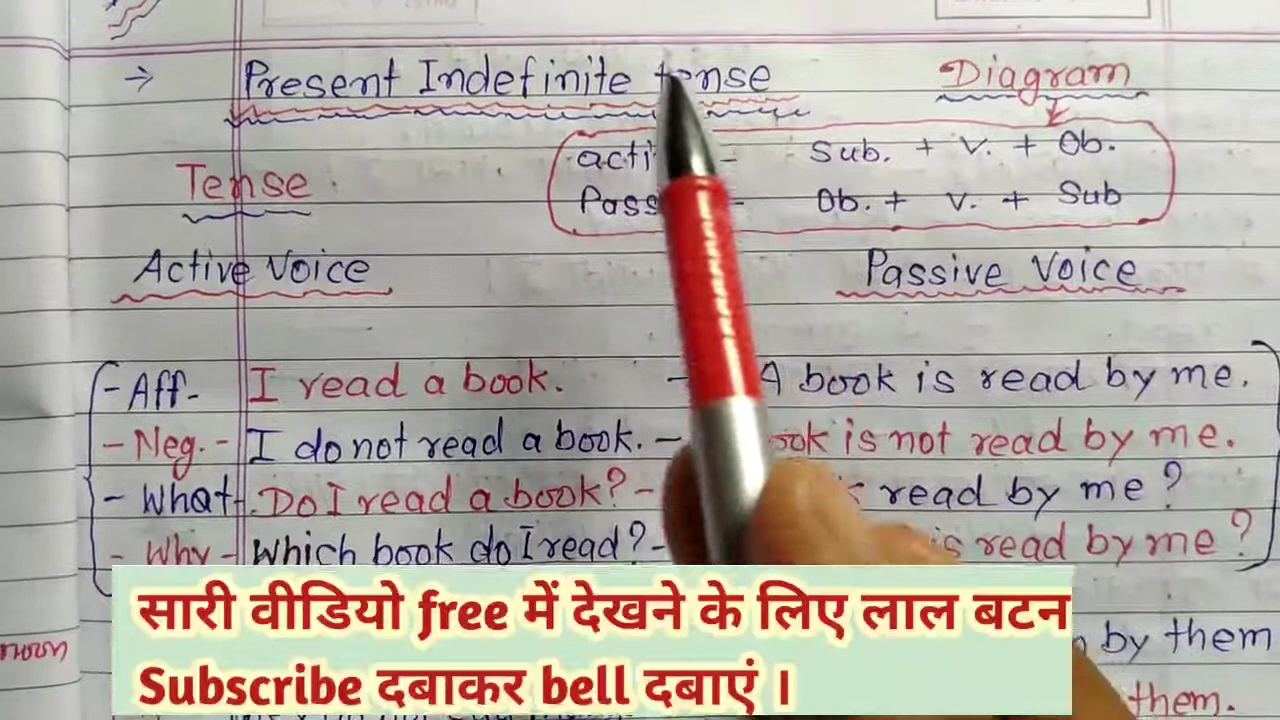 → Present Indefinite tense
Diagram
acti - Sub. + V. + Ob.
Tense
Pass - Ob. + V. + Sub
Active Voice
Passive Voice
- Aff. - I read a book. - A book is read by me.
- Neg. - I do not read a book. - ook is not read by me.
- What - Do I read a book? - read by me?
- Why - Which book do I read? - is read by me?
सारी वीडियो free में देखने के लिए लाल बटन
Subscribe दबाकर bell दबाएं ।
by them
them.